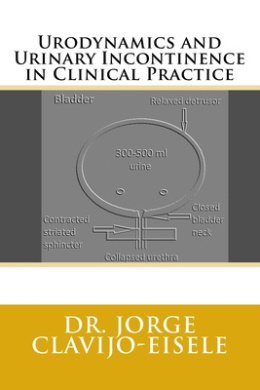 Urodynamics and
Urinary Incontinence
in Clinical Practice
Bladder
Relaxed detrusor
300-500 ml
urine
Contracted
striated
sphincter
Closed
bladder
neck
Collapsed urethra
DR. JORGE
CLAVIJO-EISELE